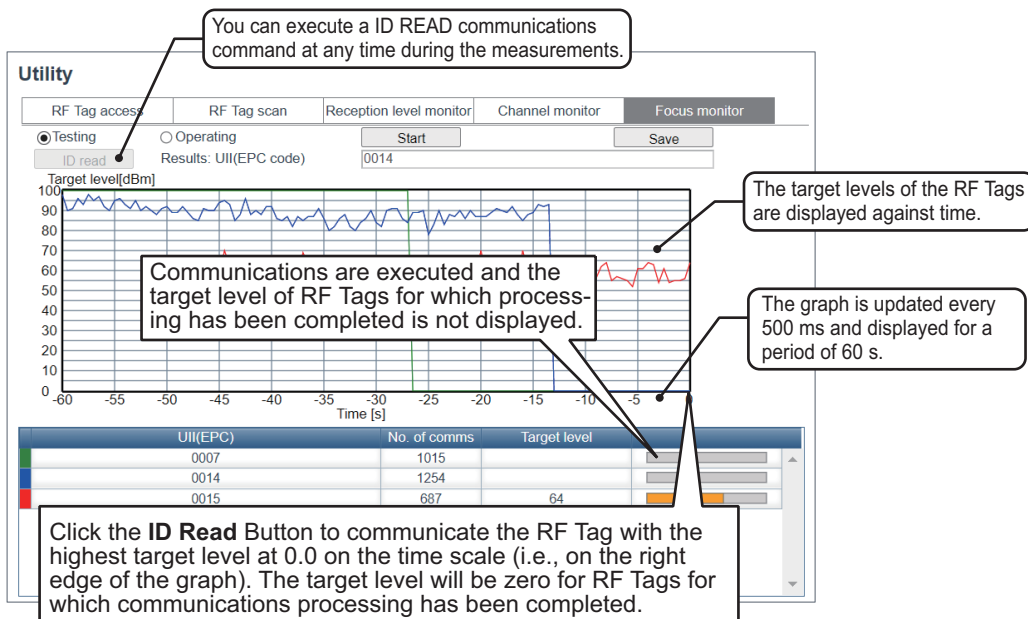 You can execute a ID READ communications
command at any time during the measurements.
Utility
RF Tag access RF Tag scan Reception level monitor Channel monitor Focus monitor
Testing Operating Start Save
ID read Results: UII(EPC code) 0014
Target level[dBm]
100
90
80
70
60
50
40
30
20
10
0
The target levels of the RF Tags
are displayed against time.
Communications are executed and the
target level of RF Tags for which process-
ing has been completed is not displayed.
The graph is updated every
500 ms and displayed for a
period of 60 s.
-60 -55 -50 -45 -40 -35 -30 -25 -20 -15 -10 -5
Time [s]
UII(EPC) No. of comms Target level
0007 1015
0014 1254
0015 687 64
Click the ID Read Button to communicate the RF Tag with the
highest target level at 0.0 on the time scale (i.e., on the right
edge of the graph). The target level will be zero for RF Tags for
which communications processing has been completed.